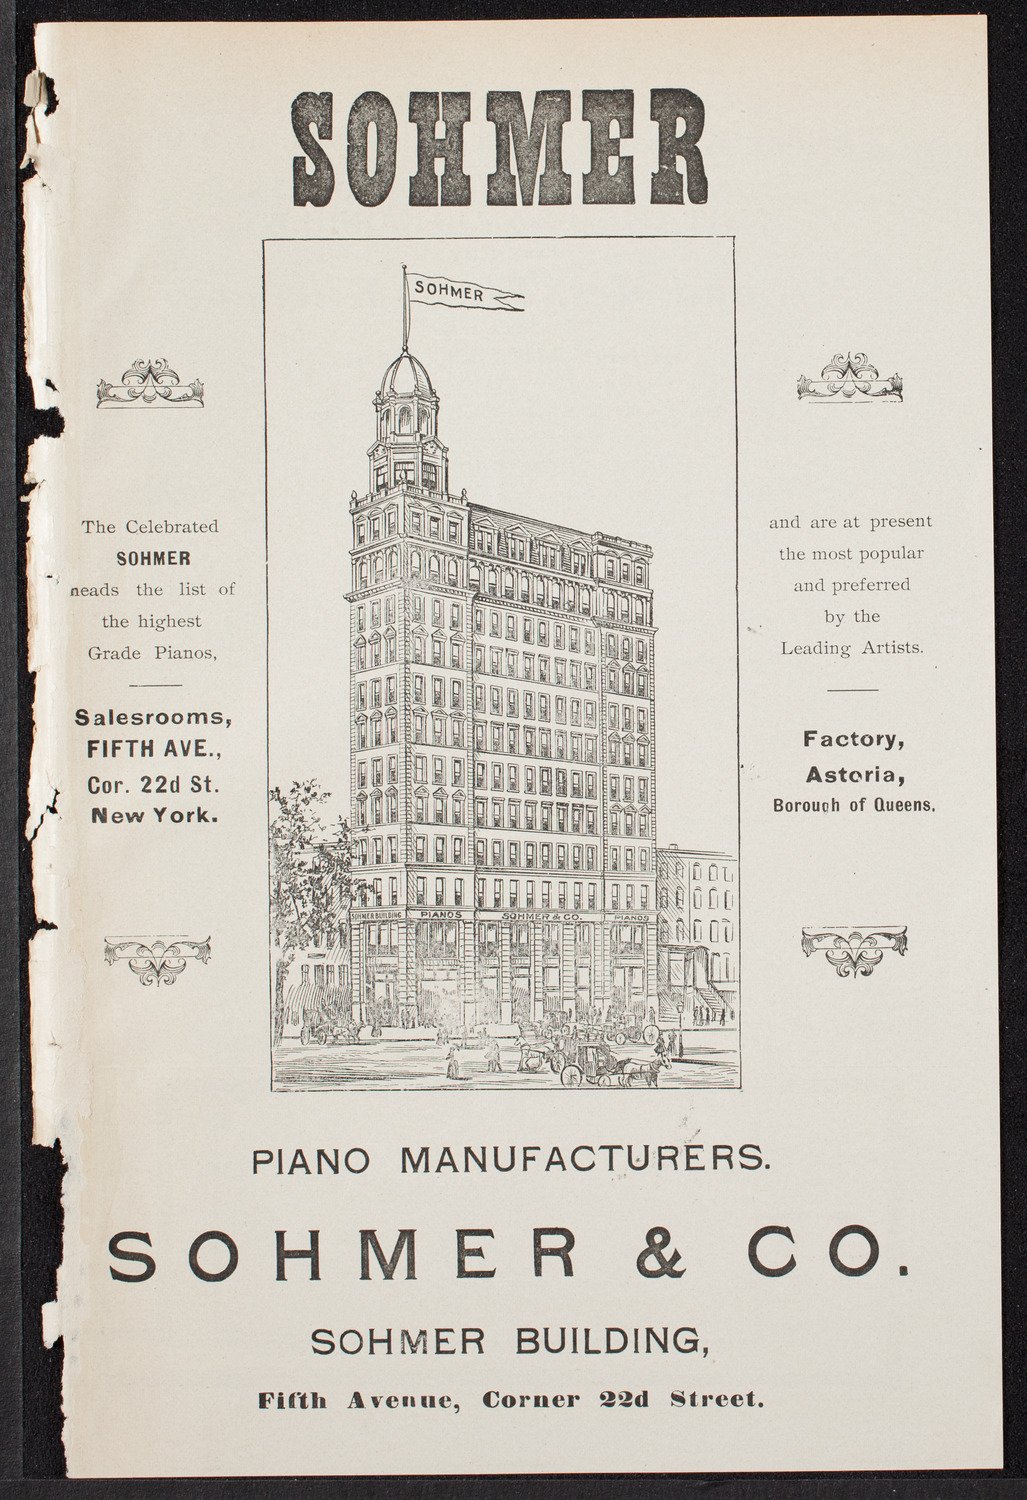 SOHMER
SOHMER
The Celebrated
SOHMER
heads the list of
the highest
Grade Pianos,
Salesrooms,
FIFTH AVE.,
Cor. 22d St.
New York.
and are at present
the most popular
and preferred
by the
Leading Artists.
Factory,
Astoria,
Borough of Queens.
SOHMER BUILDING PIANOS SOHMER & CO. PIANOS
PIANO MANUFACTURERS.
SOHMER & CO.
SOHMER BUILDING,
Fifth Avenue, Corner 22d Street.